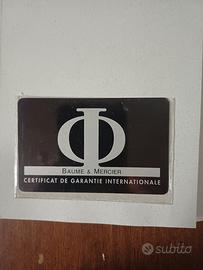 Φ
BAUME & MERCIER
CERTIFICAT DE GARANTIE INTERNATIONALE
subito